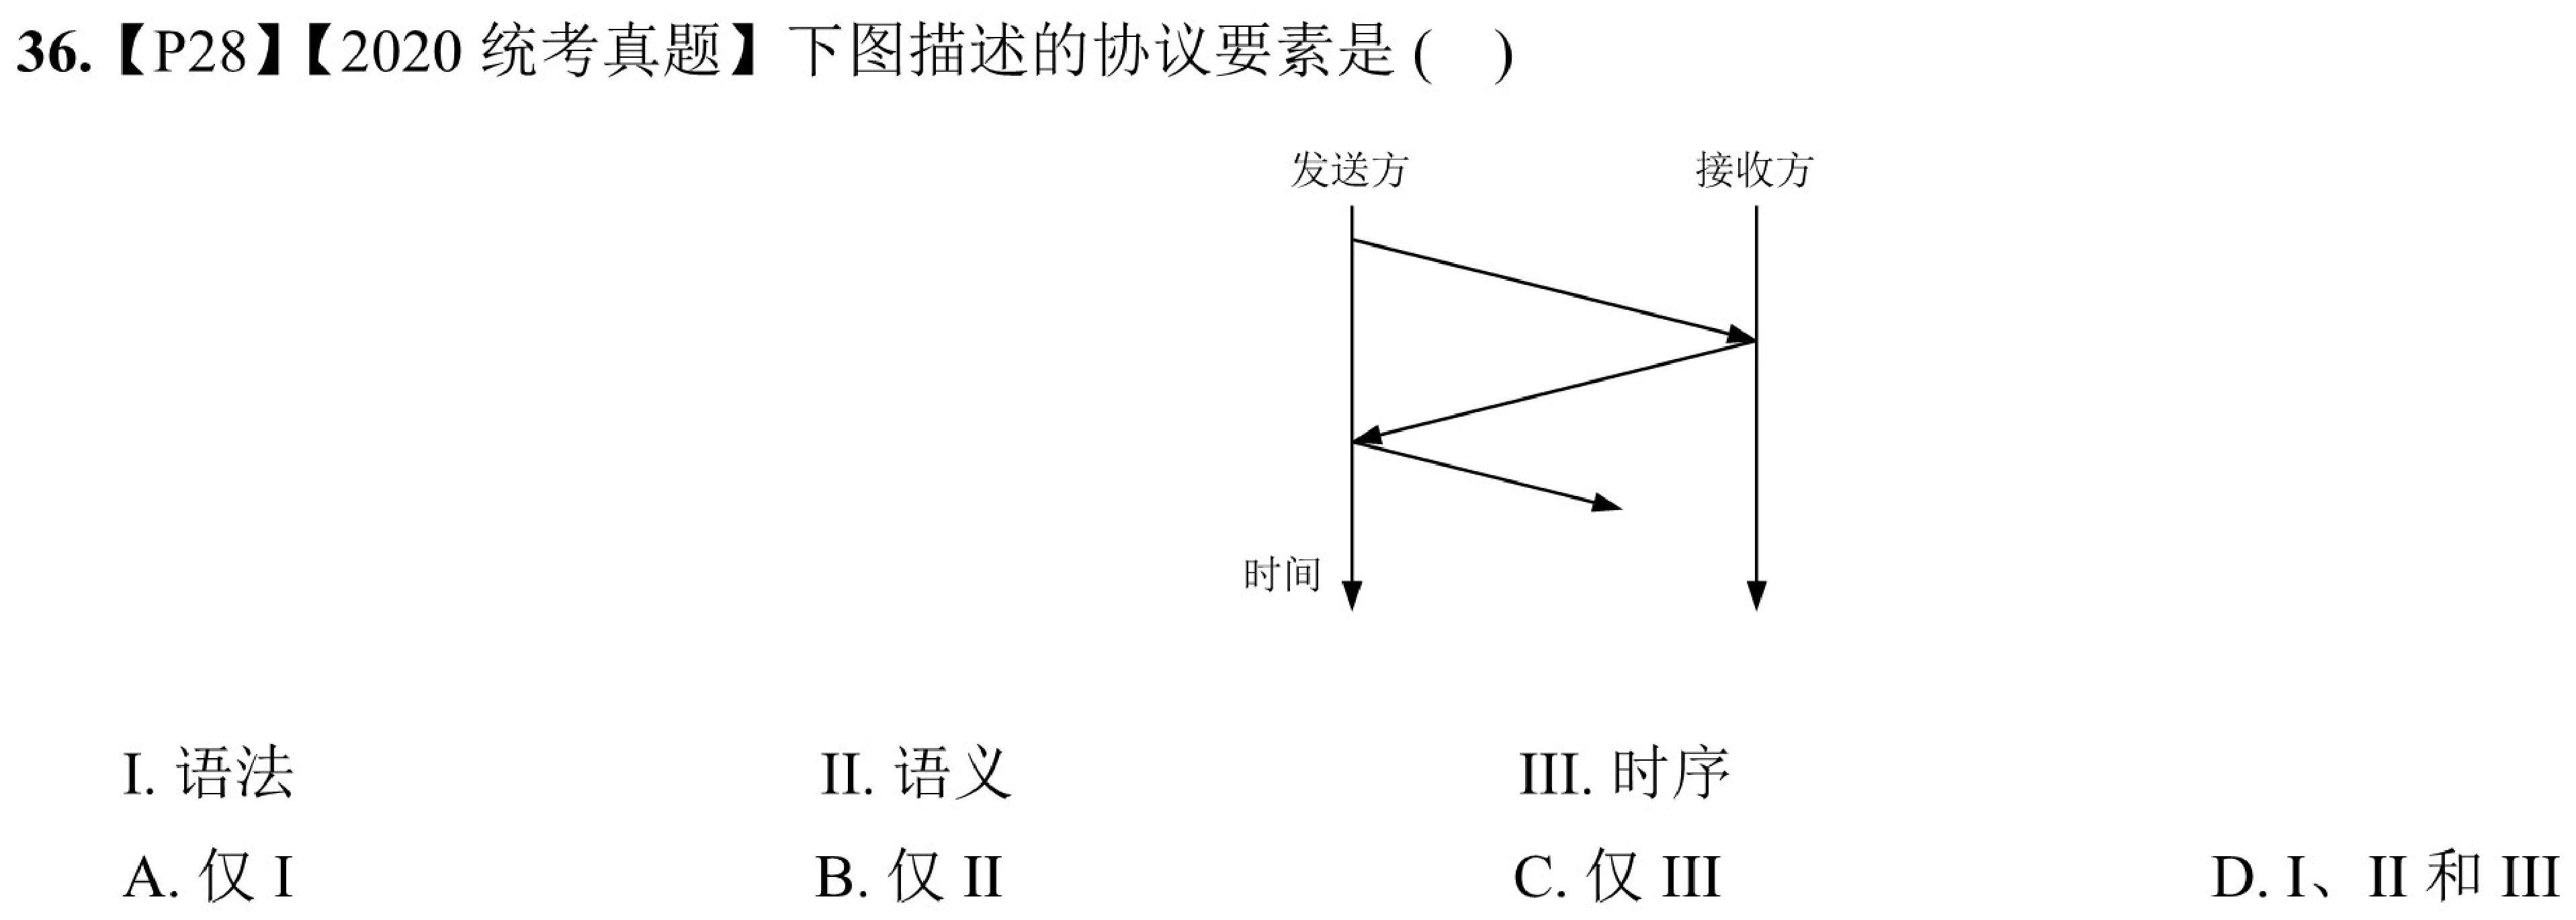 36.【P28】【2020 统考真题】下图描述的协议要素是 (   )
发送方 接收方
时间
I. 语法 II. 语义 III. 时序
A. 仅 I B. 仅 II C. 仅 III D. I、II 和 III